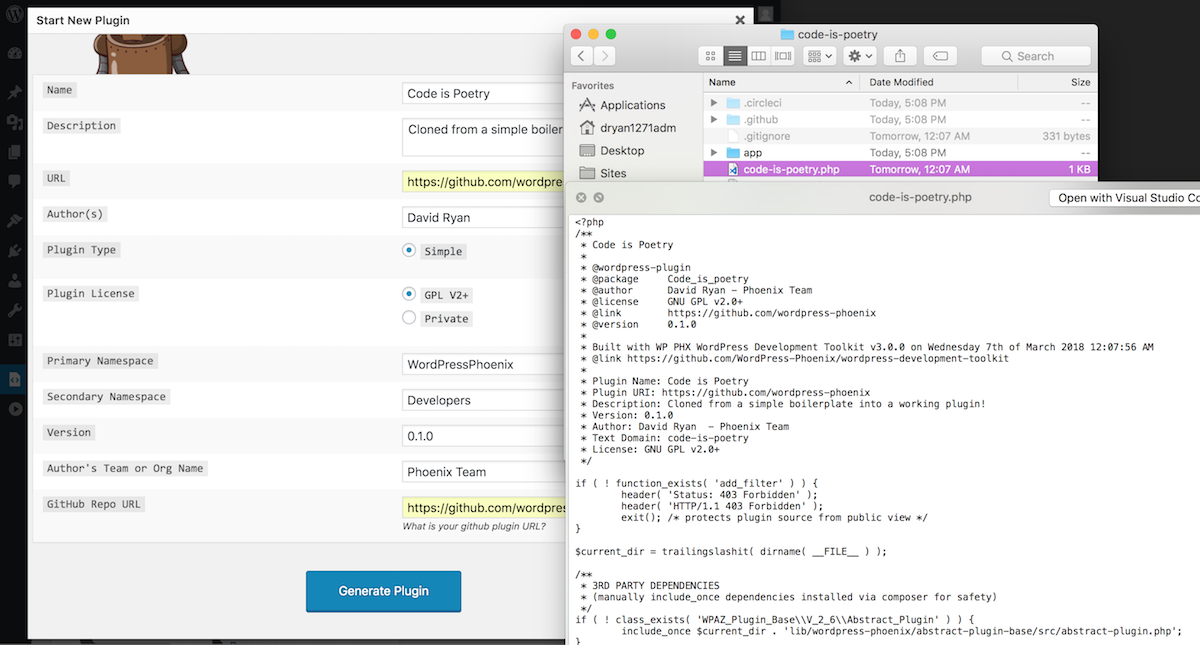 Start New Plugin
Name
Code is Poetry
Description
Cloned from a simple boiler
URL
https://github.com/wordpre
Author(s)
David Ryan
Plugin Type
Simple
Plugin License
GPL V2+
Private
Primary Namespace
WordPressPhoenix
Secondary Namespace
Developers
Version
0.1.0
Author's Team or Org Name
Phoenix Team
GitHub Repo URL
https://github.com/wordpres
What is your github plugin URL?
Generate Plugin
code-is-poetry
Search
Favorites
Applications
dryan1271adm
Desktop
Sites
Name Date Modified Size
.circleci Today, 5:08 PM --
.github Today, 5:08 PM --
.gitignore Tomorrow, 12:07 AM 331 bytes
app Today, 5:08 PM --
code-is-poetry.php Tomorrow, 12:07 AM 1 KB
code-is-poetry.php
Open with Visual Studio Co
<?php
/**
 * Code is Poetry
 *
 * @wordpress-plugin
 * @package Code_is_poetry
 * @author David Ryan - Phoenix Team
 * @license GNU GPL v2.0+
 * @link https://github.com/wordpress-phoenix
 * @version 0.1.0
 *
 * Built with WP PHX WordPress Development Toolkit v3.0.0 on Wednesday 7th of March 2018 12:07:56 AM
 * @link https://github.com/WordPress-Phoenix/wordpress-development-toolkit
 *
 * Plugin Name: Code is Poetry
 * Plugin URI: https://github.com/wordpress-phoenix
 * Description: Cloned from a simple boilerplate into a working plugin!
 * Version: 0.1.0
 * Author: David Ryan  - Phoenix Team
 * Text Domain: code-is-poetry
 * License: GNU GPL v2.0+
 */
if ( ! function_exists( 'add_filter' ) ) {
header( 'Status: 403 Forbidden' );
header( 'HTTP/1.1 403 Forbidden' );
exit(); /* protects plugin source from public view */
}
$current_dir = trailingslashit( dirname( __FILE__ ) );
/**
 * 3RD PARTY DEPENDENCIES
 * (manually include_once dependencies installed via composer for safety)
 */
if ( ! class_exists( 'WPAZ_Plugin_Base\\V_2_6\\Abstract_Plugin' ) ) {
include_once $current_dir . 'lib/wordpress-phoenix/abstract-plugin-base/src/abstract-plugin.php';
}